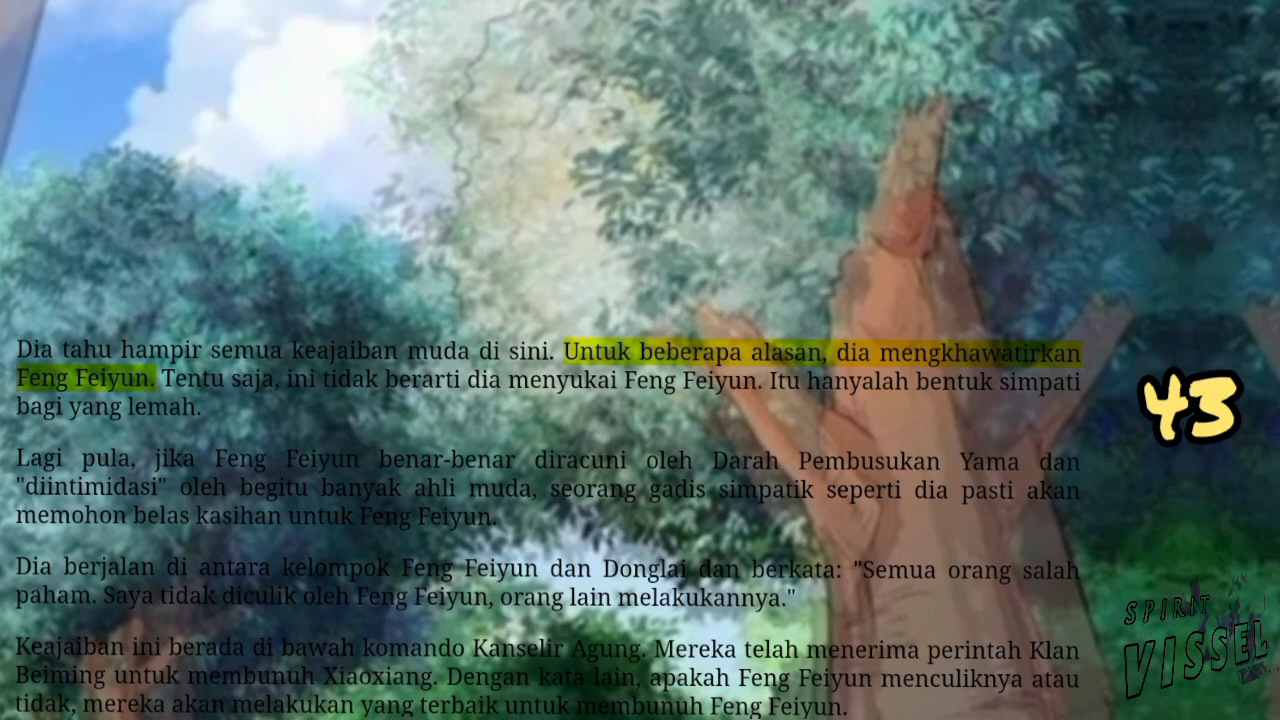 Dia tahu hampir semua keajaiban muda di sini. Untuk beberapa alasan, dia mengkhawatirkan
Feng Feiyun. Tentu saja, ini tidak berarti dia menyukai Feng Feiyun. Itu hanyalah bentuk simpati
bagi yang lemah.
Lagi pula, jika Feng Feiyun benar-benar diracuni oleh Darah Pembusukan Yama dan
"diintimidasi" oleh begitu banyak ahli muda, seorang gadis simpatik seperti dia pasti akan
memohon belas kasihan untuk Feng Feiyun.
Dia berjalan di antara kelompok Feng Feiyun dan Donglai dan berkata: "Semua orang salah
paham. Saya tidak diculik oleh Feng Feiyun, orang lain melakukannya."
Keajaiban ini berada di bawah komando Kanselir Agung. Mereka telah menerima perintah Klan
Beiming untuk membunuh Xiaoxiang. Dengan kata lain, apakah Feng Feiyun menculiknya atau
tidak, mereka akan melakukan yang terbaik untuk membunuh Feng Feiyun.
43
SPIRIT
VISSEL